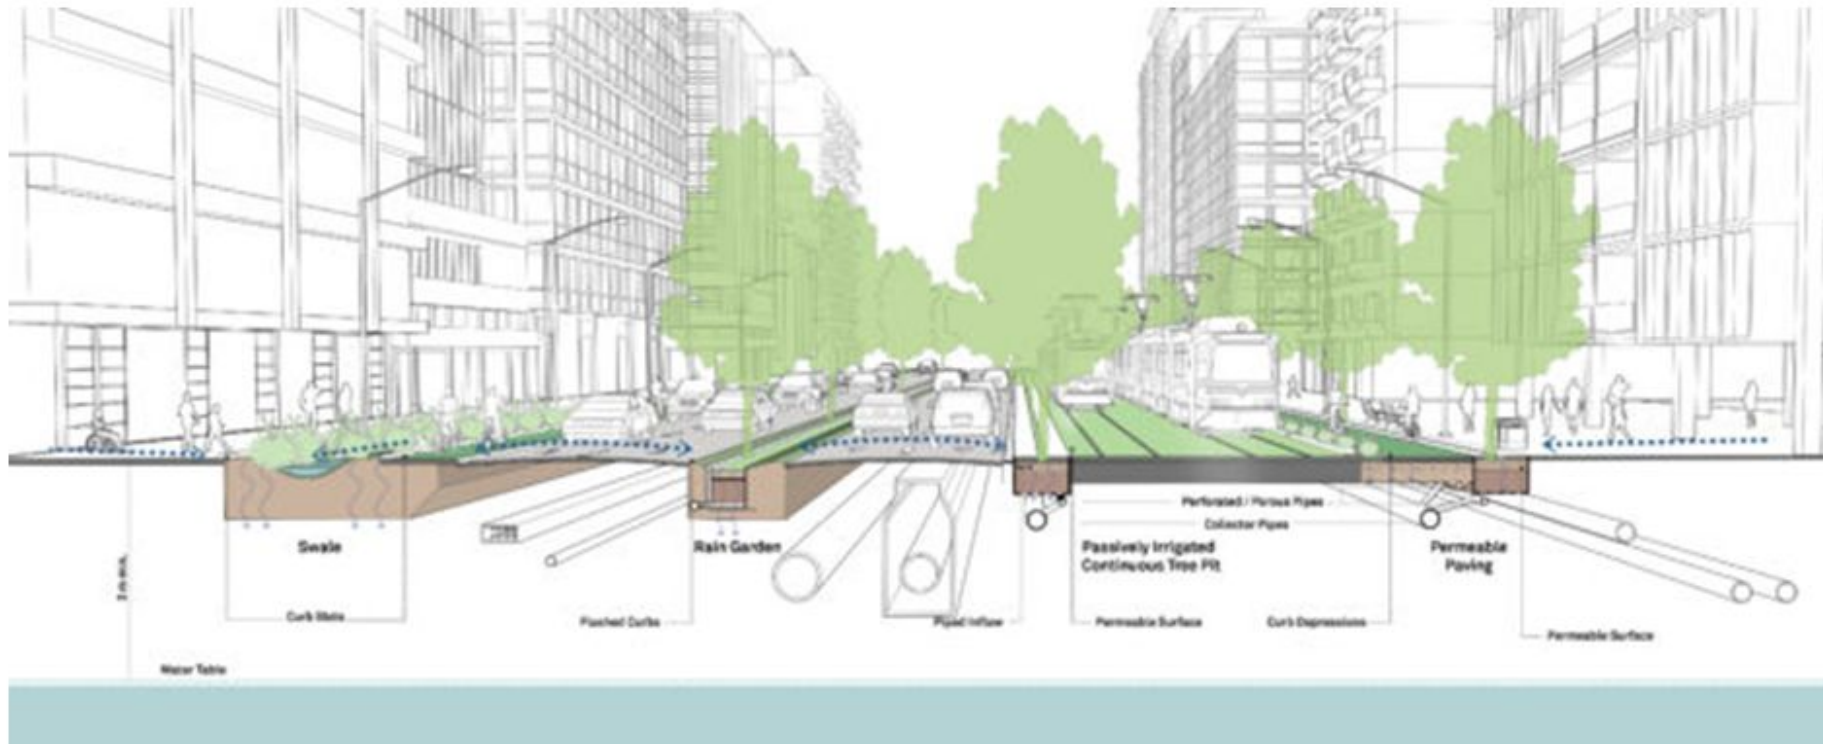 Perforated / Porous Pipes
Collector Pipes
Swale
Rain Garden
Passively Irrigated
Continuous Tree Pit
Permeable
Paving
Curb Slots
Flushed Curbs
Piped Inflow
Permeable Surface
Curb Depressions
Permeable Surface
Water Table